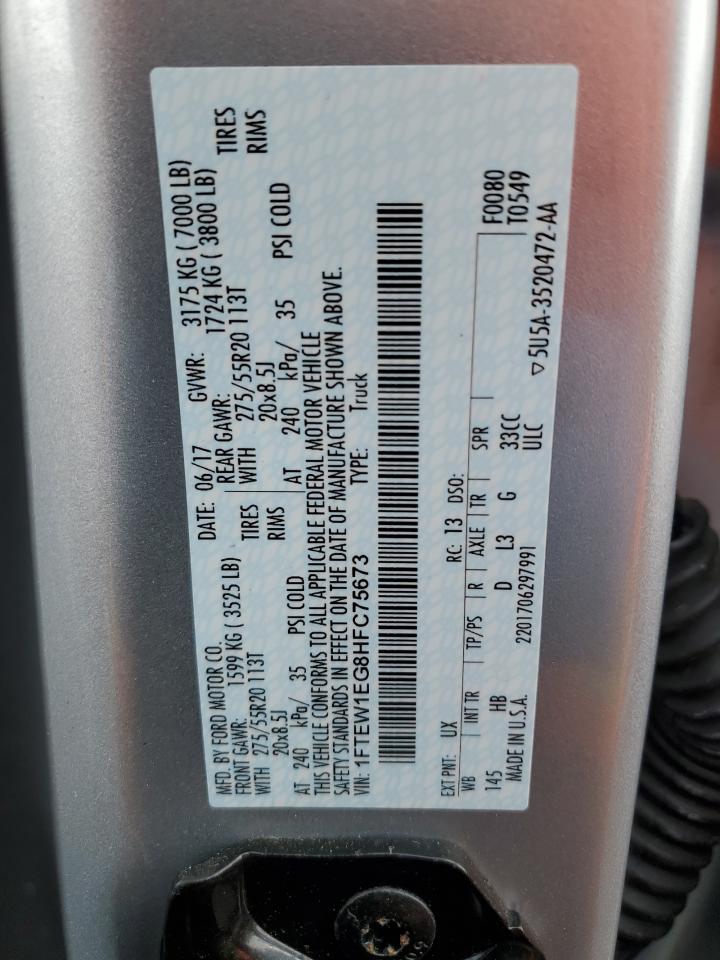 MFD. BY FORD MOTOR CO.
DATE: 06/17 GVWR: 3175 KG ( 7000 LB)
FRONT GAWR: 1599 KG ( 3525 LB) REAR GAWR: 1724 KG ( 3800 LB)
WITH 275/55R20 113T TIRES WITH 275/55R20 113T TIRES
20x8.5J RIMS 20x8.5J RIMS
AT 240 kPa/ 35 PSI COLD AT 240 kPa/ 35 PSI COLD
THIS VEHICLE CONFORMS TO ALL APPLICABLE FEDERAL MOTOR VEHICLE
SAFETY STANDARDS IN EFFECT ON THE DATE OF MANUFACTURE SHOWN ABOVE.
VIN: 1FTEW1EG8HFC75673 TYPE: Truck
EXT PNT: UX RC: 13 DSO:
WB INT TR TP/PS R AXLE TR SPR F0080
145 HB D L3 G 33CC T0549
MADE IN U.S.A. 220170629799​1 ULC
▽5U5A-3520472-AA